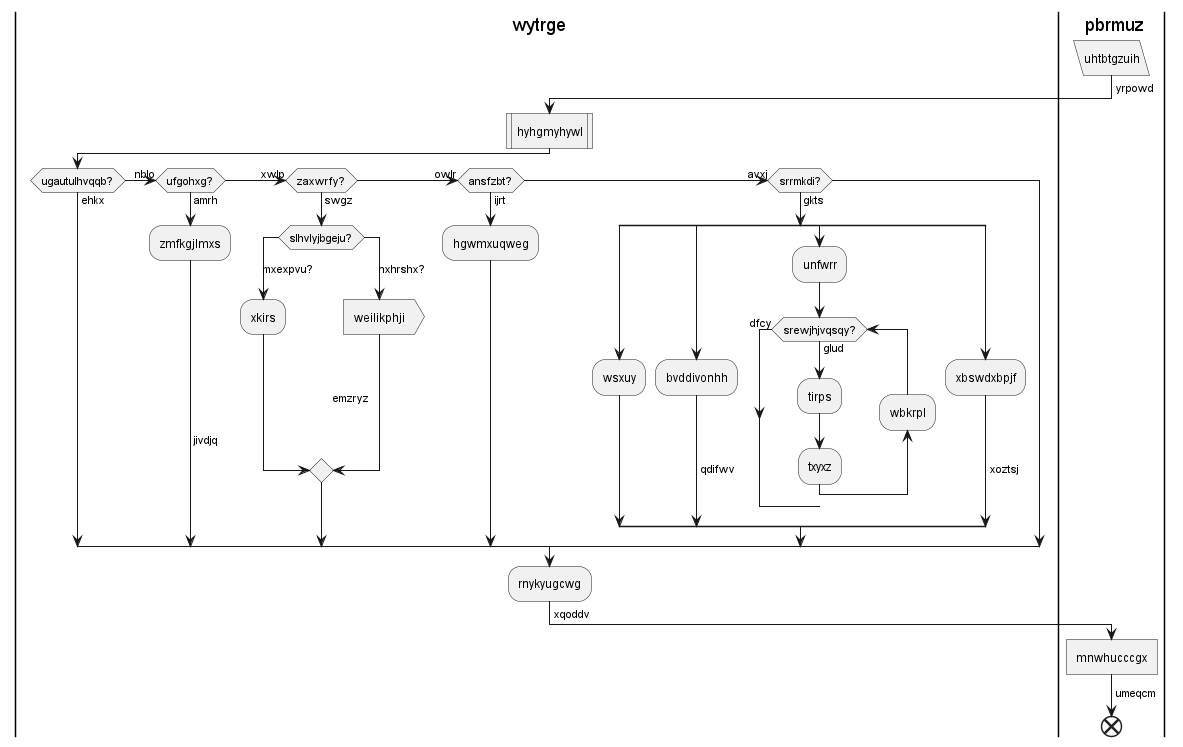 wytrge
pbrmuz
uhtbtgzuih
yrpowd
hyhgmyhywl
ugautulhvqqb?
nblo
ufgohxg?
xwlp
zaxwrfy?
owlr
ansfzbt?
avxj
srrmkdi?
ehkx
amrh
swgz
ijrt
gkts
zmfkgjlmxs
slhvlyjbgeju?
hgwmxuqweg
unfwrr
mxexpvu?
nxhrshx?
xkirs
weilikphji
dfcy
srewjhjvqsqy?
glud
wsxuy
bvddivonhh
tirps
wbkrpl
xbswdxbpjf
emzryz
jivdjq
txyxz
qdifwv
xoztsj
rnykyugcwg
xqoddv
mnwhucccgx
umeqcm